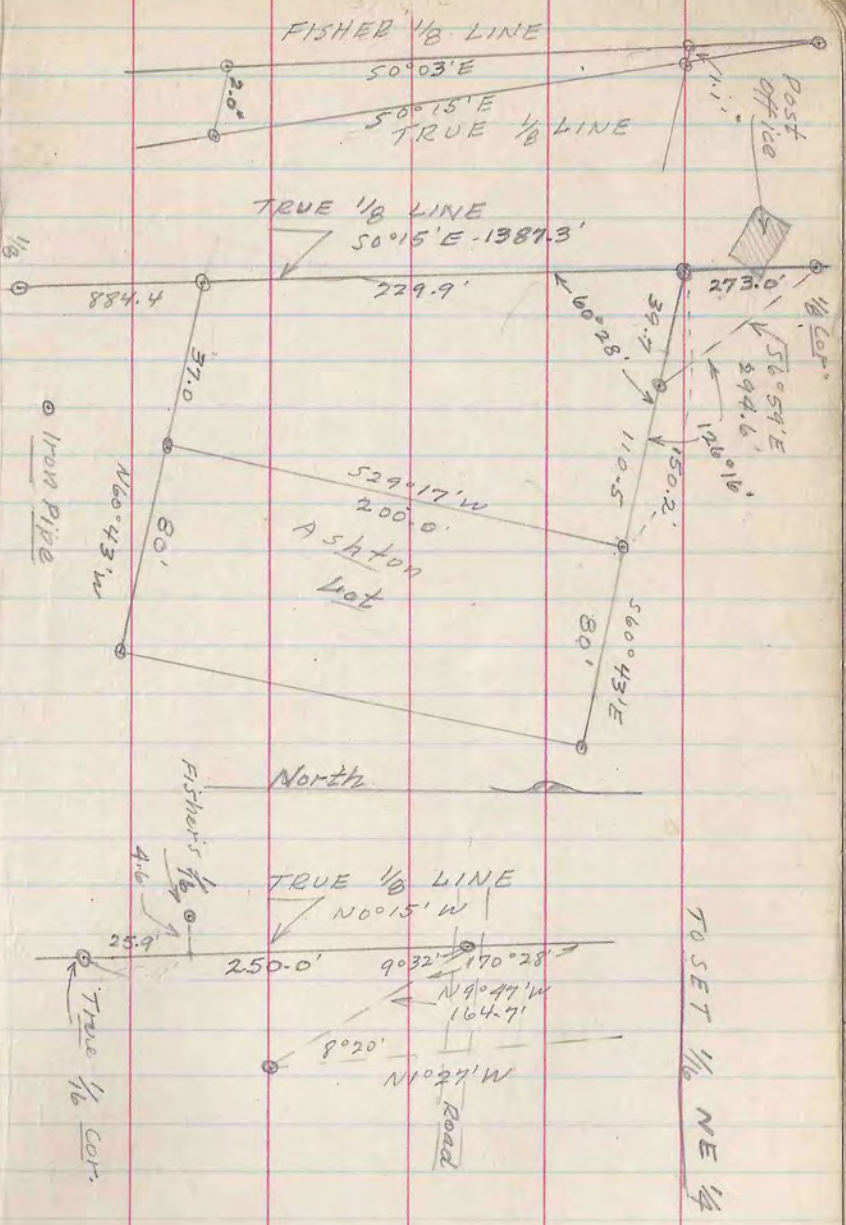 FISHER 1/8 LINE
S0°03'E
2.0'
S0°15'E
TRUE 1/8 LINE
1.1'
Post
Office
TRUE 1/8 LINE
S0°15'E - 1387.3'
1/8
884.4
229.9'
273.0'
1/8 Cor.
60°28'
39.7
S6°59'E
294.6'
126°16'
150.2'
110.5
37.0
Iron Pipe
N60°43'W
80'
S29°17'W
200.0'
Ashton
Lot
S60°43'E
80'
North
Fisher's 1/16
4.6
TRUE 1/8 LINE
N0°15'W
25.9'
250.0'
9°32'
170°28'
N9°47'W
164.7'
8°20'
N1°27'W
Road
True 1/16 Cor.
TO SET 1/16 NE 1/4